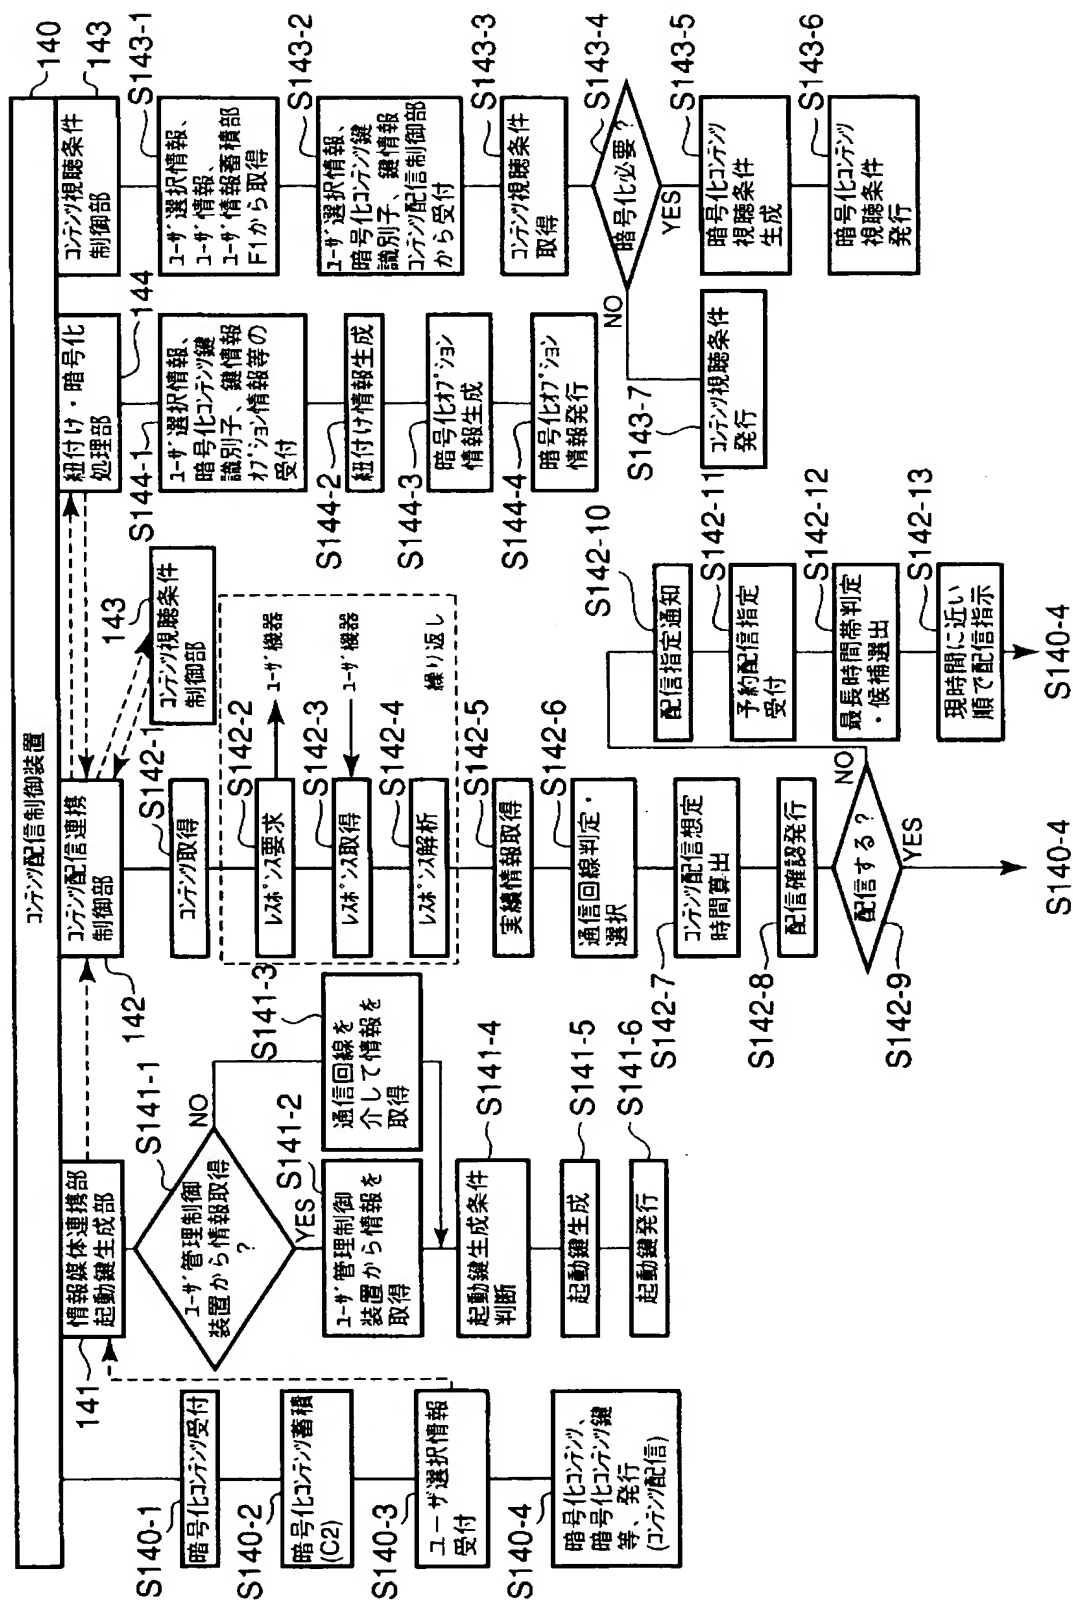 コンテンツ配信制御装置
140
S140-1
暗号化コンテンツ受付
S140-2
暗号化コンテンツ蓄積
(C2)
S140-3
ユーザ選択情報
受付
S140-4
暗号化コンテンツ、
暗号化コンテンツ鍵
等、発行
(コンテンツ配信)
141
情報媒体連携部
起動鍵生成部
S141-1
ユーザ管理制御
装置から情報取得
?
NO
YES
S141-2
ユーザ管理制御
装置から情報を
取得
S141-3
通信回線を
介して情報を
取得
S141-4
起動鍵生成条件
判断
S141-5
起動鍵生成
S141-6
起動鍵発行
142
コンテンツ配信連携
制御部
S142-1
コンテンツ取得
S142-2
レスポンス要求
ユーザ機器
S142-3
レスポンス取得
ユーザ機器
S142-4
レスポンス解析
繰り返し
S142-5
実績情報取得
S142-6
通信回線判定・
選択
S142-7
コンテンツ配信想定
時間算出
S142-8
配信確認発行
S142-9
配信する?
NO
YES
S140-4
S142-10
配信指定通知
S142-11
予約配信指定
受付
S142-12
最長時間帯判定
・候補選出
S142-13
現時間に近い
順で配信指示
S140-4
143
コンテンツ視聴条件
制御部
144
紐付け・暗号化
処理部
S144-1
ユーザ選択情報、
暗号化コンテンツ鍵
識別子、鍵情報
オプション情報等の
受付
S144-2
紐付け情報生成
S144-3
暗号化オプション
情報生成
S144-4
暗号化オプション
情報発行
143
コンテンツ視聴条件
制御部
S143-1
ユーザ選択情報、
ユーザ情報、
ユーザ情報蓄積部
F1から取得
S143-2
ユーザ選択情報、
暗号化コンテンツ鍵
識別子、鍵情報
コンテンツ配信制御部
から受付
S143-3
コンテンツ視聴条件
取得
S143-4
暗号化必要?
NO
YES
S143-5
暗号化コンテンツ
視聴条件
生成
S143-6
暗号化コンテンツ
視聴条件
発行
S143-7
コンテンツ視聴条件
発行